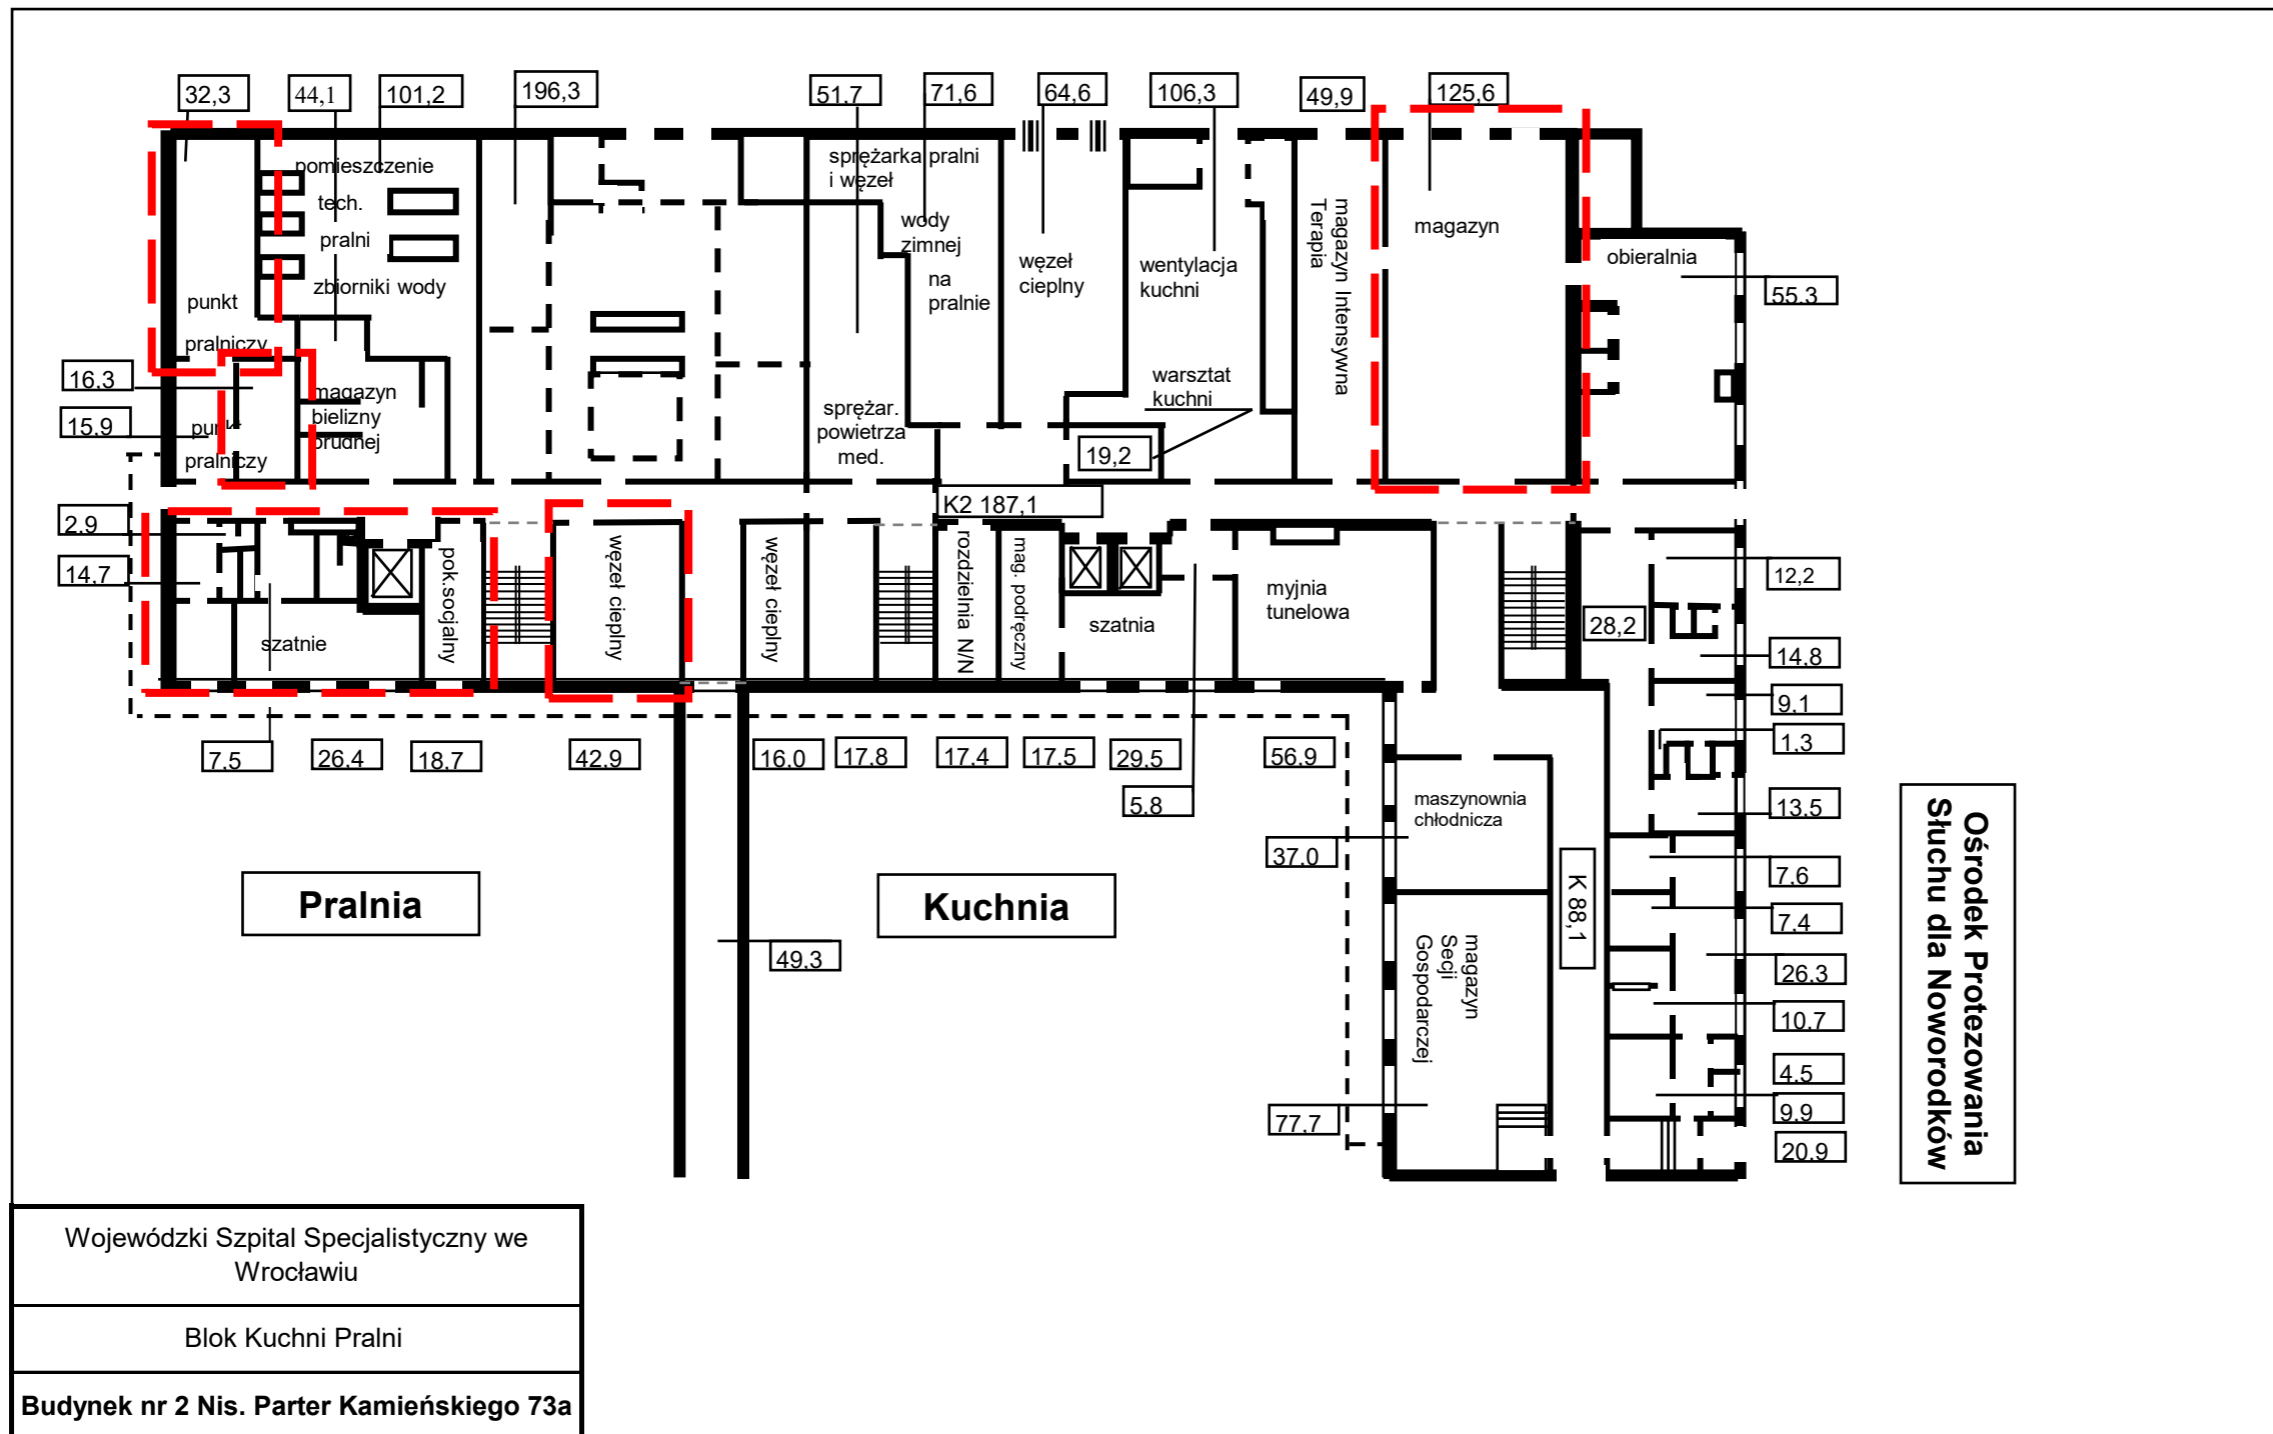 32,3
44,1
101,2
196,3
51,7
71,6
64,6
106,3
49,9
125,6
pomieszczenie
tech.
pralni
zbiorniki wody
sprężarka pralni
i węzeł
wody
zimnej
na
pralnie
węzeł
cieplny
wentylacja
kuchni
magazyn Intensywna
Terapia
magazyn
obieralnia
55,3
punkt
pralniczy
16,3
15,9
punkt
pralniczy
magazyn
bielizny
brudnej
sprężar.
powietrza
med.
warsztat
kuchni
19,2
K2 187,1
2,9
14,7
szatnie
pok.socjalny
węzeł cieplny
węzeł cieplny
rozdzielnia N/N
mag. podręczny
szatnia
myjnia
tunelowa
28,2
12,2
14,8
9,1
1,3
13,5
7,6
7,4
26,3
10,7
4,5
9,9
20,9
7,5
26,4
18,7
42,9
16,0
17,8
17,4
17,5
29,5
56,9
5,8
maszynownia
chłodnicza
37,0
K 88,1
Pralnia
Kuchnia
49,3
magazyn
Secji
Gospodarczej
77,7
Ośrodek Protezowania
Słuchu dla Noworodków
Wojewódzki Szpital Specjalistyczny we
Wrocławiu
Blok Kuchni Pralni
Budynek nr 2 Nis. Parter Kamieńskiego 73a